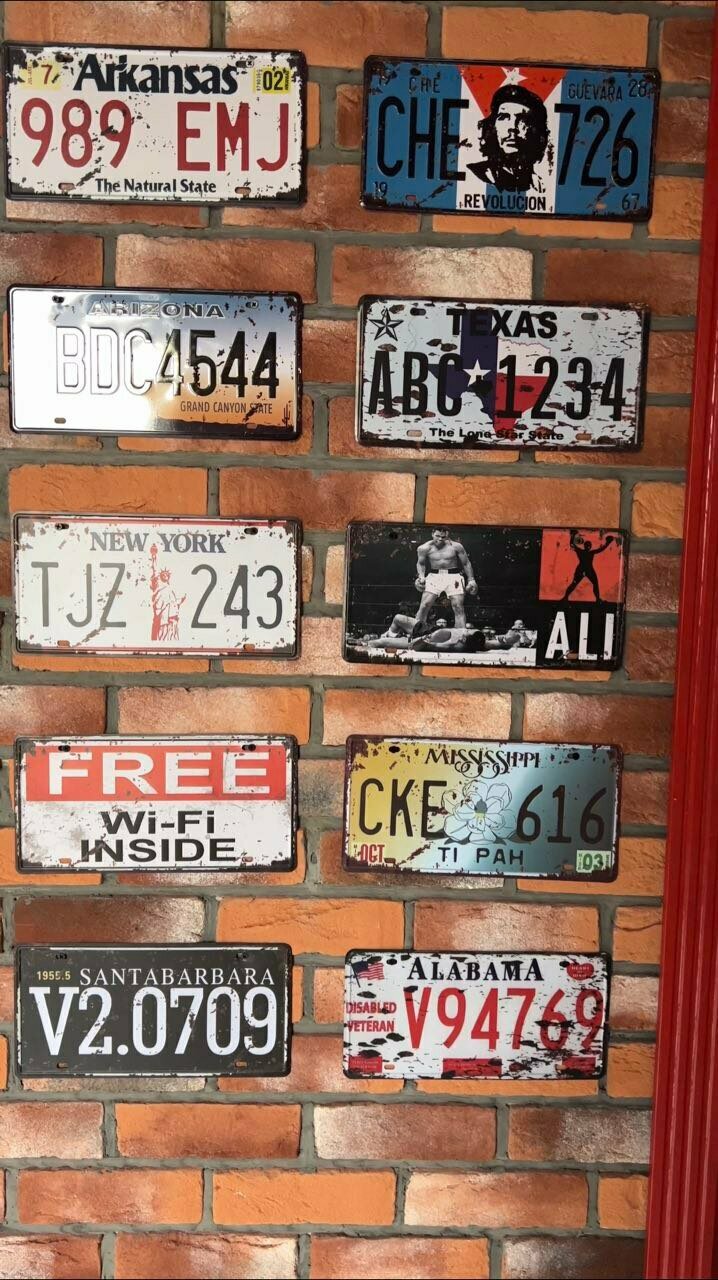 7 Arkansas 02
989 EMJ
The Natural State
CHE GUEVARA 28
CHE 726
19 REVOLUCION 67
ARIZONA
BDC4544
GRAND CANYON STATE
TEXAS
ABC 1234
The Lone Star State
NEW YORK
TJZ 243
ALI
FREE
Wi-Fi
INSIDE
MISSISSIPPI
CKE 616
OCT TI PAH 03
1955.5 SANTABARBARA
V2.0709
ALABAMA
DISABLED
VETERAN
V94769